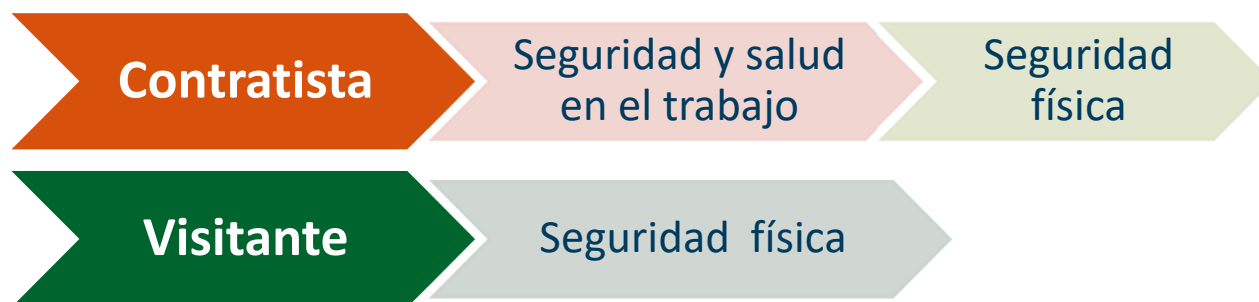 Contratista
Seguridad y salud
en el trabajo
Seguridad
física
Visitante
Seguridad física